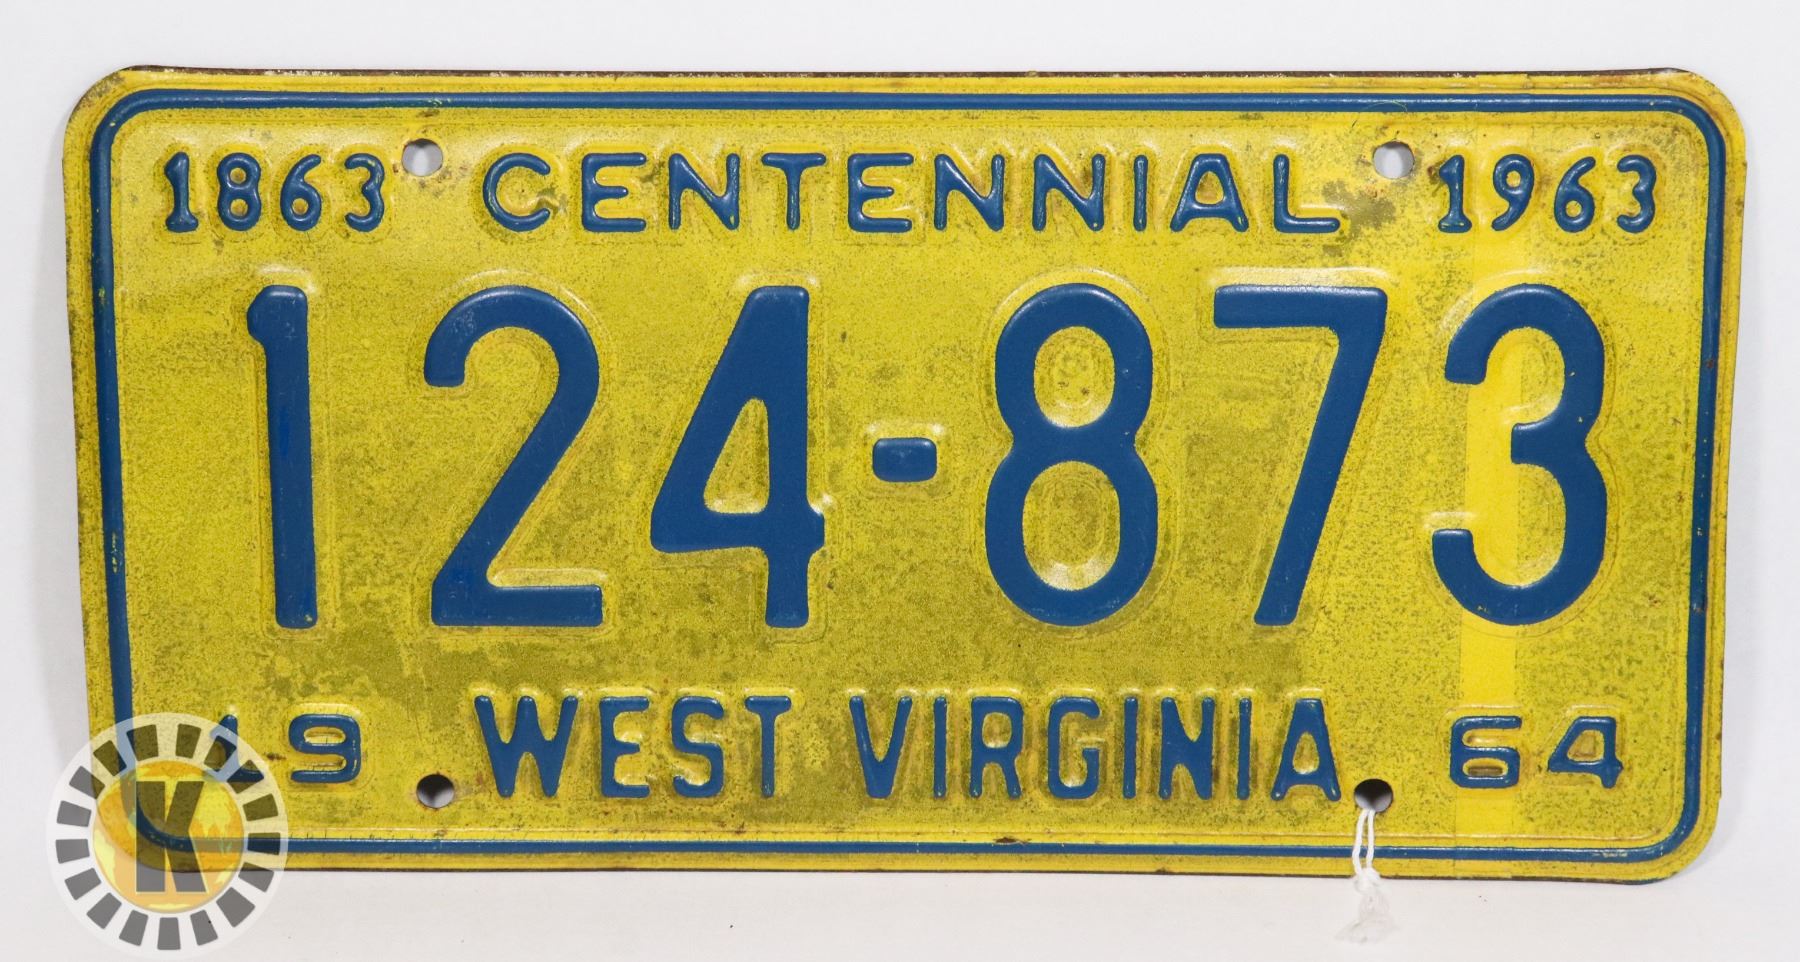 1863 CENTENNIAL 1963
124-873
19 WEST VIRGINIA 64
K